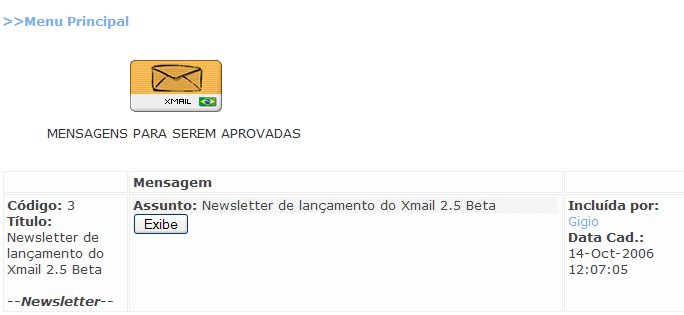 >>Menu Principal
XMAIL
MENSAGENS PARA SEREM APROVADAS
Mensagem
Código: 3
Título:
Newsletter de
lançamento do
Xmail 2.5 Beta
--Newsletter--
Assunto: Newsletter de lançamento do Xmail 2.5 Beta
Exibe
Incluída por:
Gigio
Data Cad.:
14-Oct-2006
12:07:05